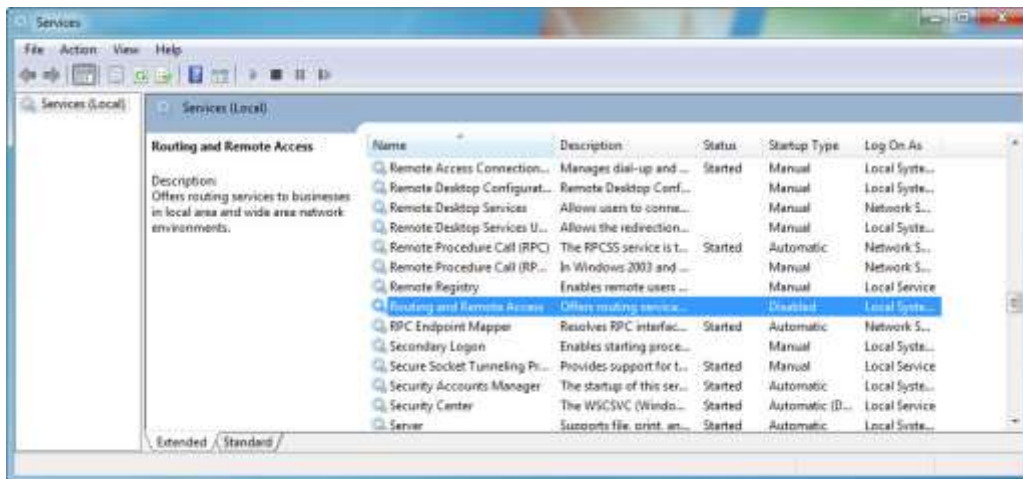 Services
File Action View Help
Services (Local)
Services (Local)
Routing and Remote Access
Description:
Offers routing services to businesses
in local area and wide area network
environments.
Name Description Status Startup Type Log On As
Remote Access Connection... Manages dial-up and ... Started Manual Local Syste...
Remote Desktop Configurat... Remote Desktop Conf... Manual Local Syste...
Remote Desktop Services Allows users to conne... Manual Network S...
Remote Desktop Services U... Allows the redirection... Manual Local Syste...
Remote Procedure Call (RPC) The RPCSS service is t... Started Automatic Network S...
Remote Procedure Call (RP... In Windows 2003 and ... Manual Network S...
Remote Registry Enables remote users ... Manual Local Service
Routing and Remote Access Offers routing service... Disabled Local Syste...
RPC Endpoint Mapper Resolves RPC interfac... Started Automatic Network S...
Secondary Logon Enables starting proce... Manual Local Syste...
Secure Socket Tunneling Pr... Provides support for t... Started Manual Local Service
Security Accounts Manager The startup of this ser... Started Automatic Local Syste...
Security Center The WSCSVC (Windo... Started Automatic (D... Local Service
Server Supports file, print, an... Started Automatic Local Syste...
Extended Standard